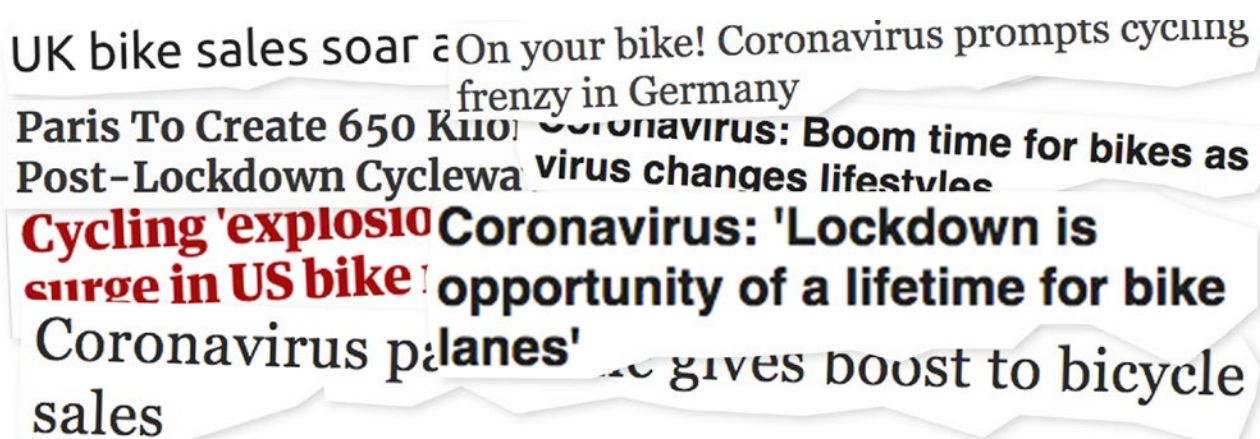 UK bike sales soar
On your bike! Coronavirus prompts cycling
frenzy in Germany
Paris To Create 650
Post-Lockdown
Coronavirus: Boom time for bikes as
virus changes lifestyles
Cycling
surge in US bike
Coronavirus: 'Lockdown is
opportunity of a lifetime for bike
lanes'
Coronavirus gives boost to bicycle
sales